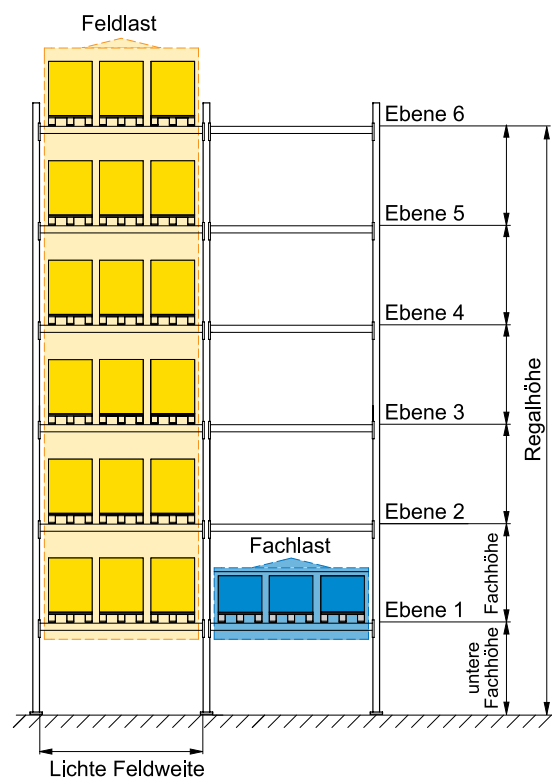 Feldlast
Ebene 6
Ebene 5
Ebene 4
Ebene 3
Ebene 2
Fachlast
Ebene 1
Regalhöhe
Fachhöhe
untere
Fachhöhe
Lichte Feldweite